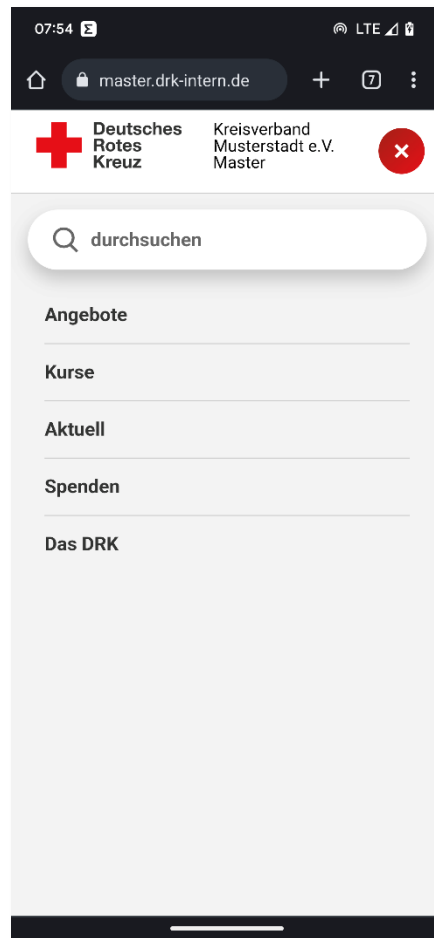 07:54 Σ LTE
master.drk-intern.de 7
Deutsches
Rotes
Kreuz
Kreisverband
Musterstadt e.V.
Master
durchsuchen
Angebote
Kurse
Aktuell
Spenden
Das DRK